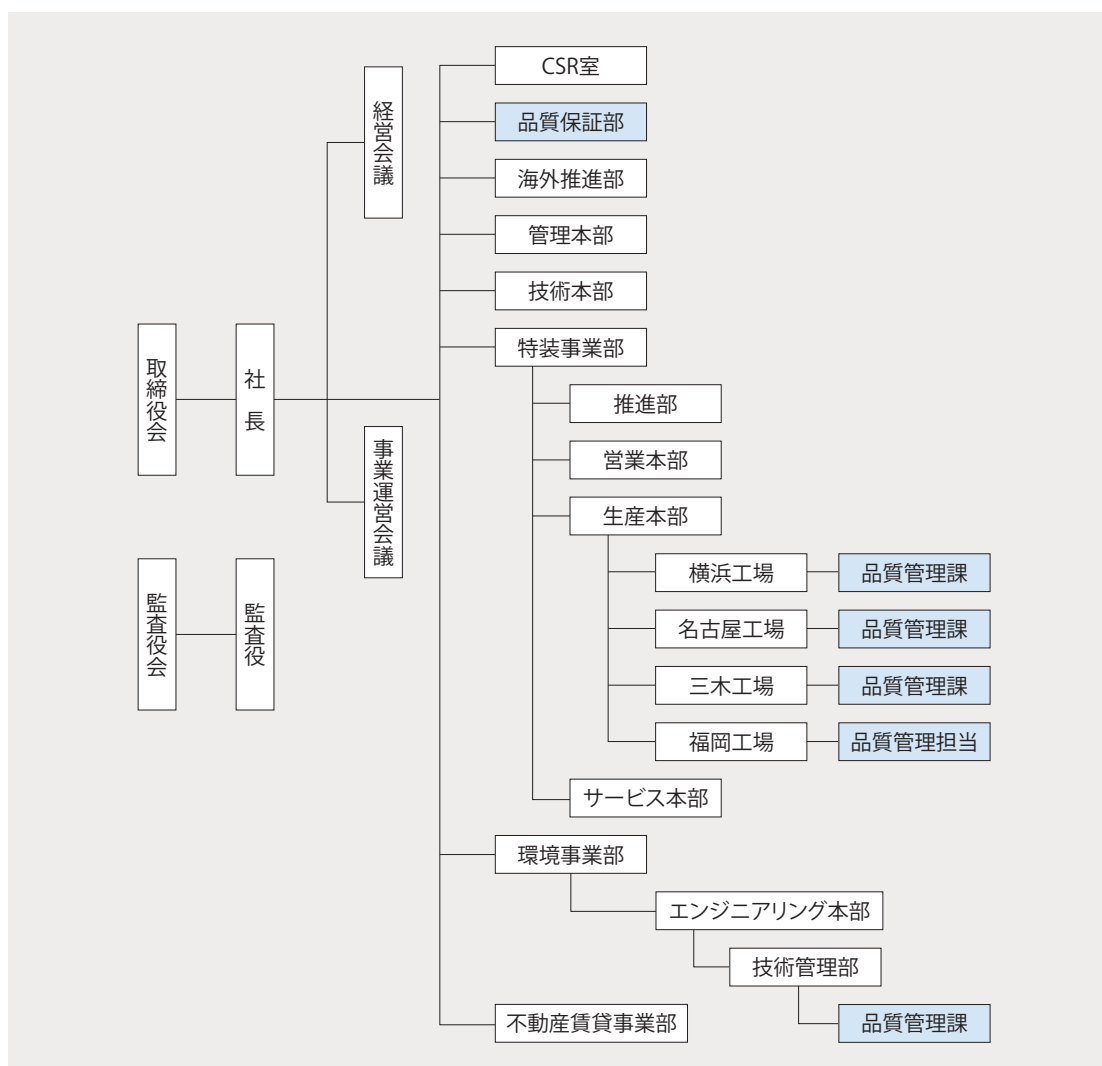 取締役会
社長
経営会議
事業運営会議
監査役会
監査役
CSR室
品質保証部
海外推進部
管理本部
技術本部
特装事業部
推進部
営業本部
生産本部
横浜工場
品質管理課
名古屋工場
品質管理課
三木工場
品質管理課
福岡工場
品質管理担当
サービス本部
環境事業部
エンジニアリング本部
技術管理部
品質管理課
不動産賃貸事業部